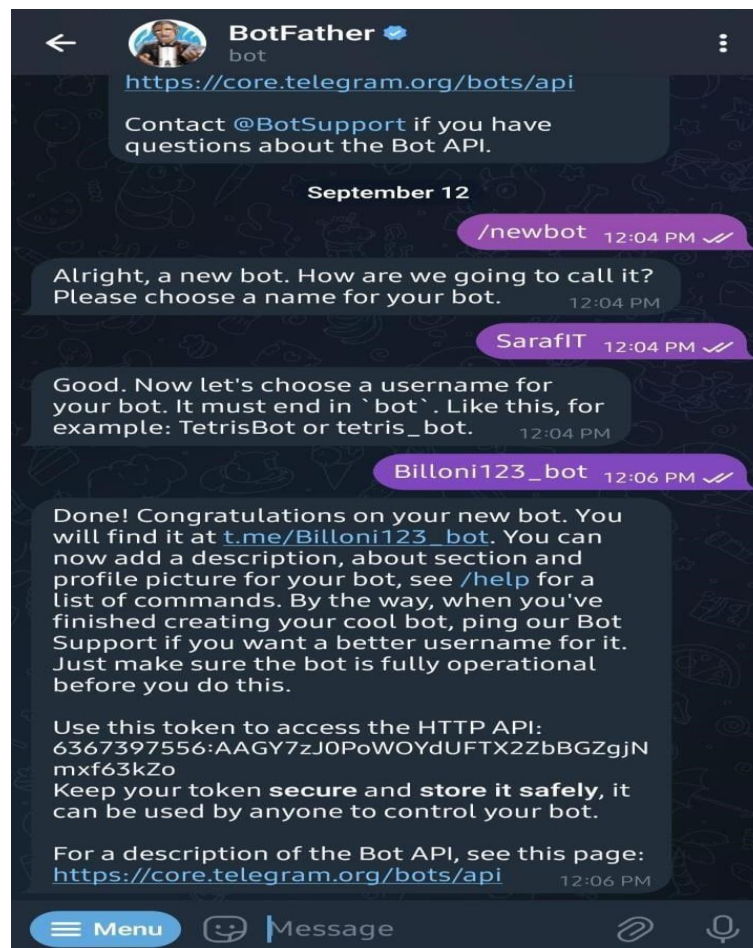 BotFather
bot
https://core.telegram.org/bots/api
Contact @BotSupport if you have
questions about the Bot API.
September 12
/newbot 12:04 PM
Alright, a new bot. How are we going to call it?
Please choose a name for your bot. 12:04 PM
SarafIT 12:04 PM
Good. Now let's choose a username for
your bot. It must end in `bot`. Like this, for
example: TetrisBot or tetris_bot. 12:04 PM
Billoni123_bot 12:06 PM
Done! Congratulations on your new bot. You
will find it at t.me/Billoni123_bot. You can
now add a description, about section and
profile picture for your bot, see /help for a
list of commands. By the way, when you've
finished creating your cool bot, ping our Bot
Support if you want a better username for it.
Just make sure the bot is fully operational
before you do this.
Use this token to access the HTTP API:
6367397556:AAGY7zJ0PoWOYdUFTX2ZbBGZgjN
mxf63kZo
Keep your token secure and store it safely, it
can be used by anyone to control your bot.
For a description of the Bot API, see this page:
https://core.telegram.org/bots/api 12:06 PM
Menu Message